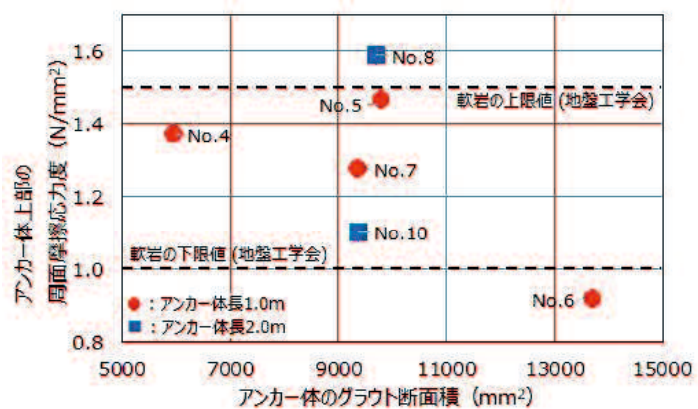 アンカー体上部の
周面摩擦応力度 (N/mm²)
1.6
1.4
1.2
1.0
0.8
No.8
No.5
軟岩の上限値 (地盤工学会)
No.4
No.7
No.10
軟岩の下限値 (地盤工学会)
No.6
●：アンカー体長1.0m
■：アンカー体長2.0m
5000 7000 9000 11000 13000 15000
アンカー体のグラウト断面積 (mm²)